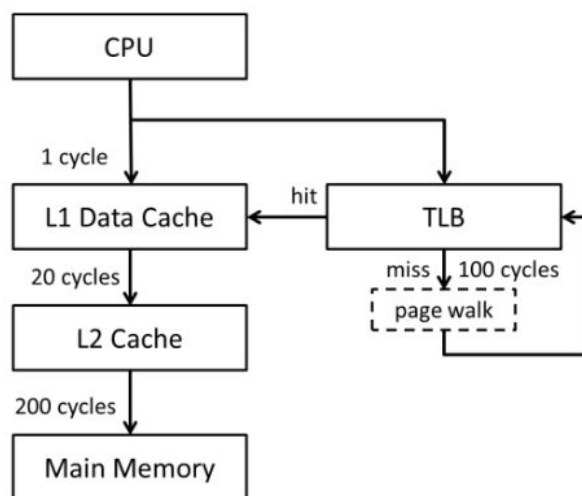 CPU
1 cycle
hit
L1 Data Cache
TLB
20 cycles
miss 100 cycles
page walk
L2 Cache
200 cycles
Main Memory